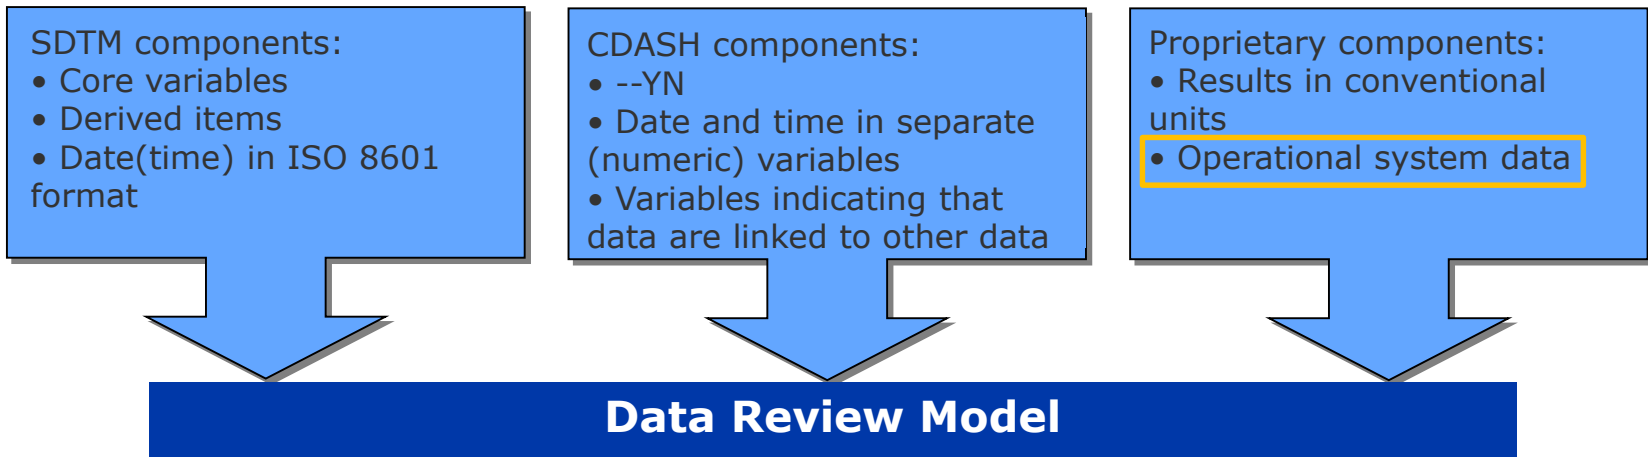 SDTM components:
• Core variables
• Derived items
• Date(time) in ISO 8601
format
CDASH components:
• --YN
• Date and time in separate
(numeric) variables
• Variables indicating that
data are linked to other data
Proprietary components:
• Results in conventional
units
• Operational system data
Data Review Model